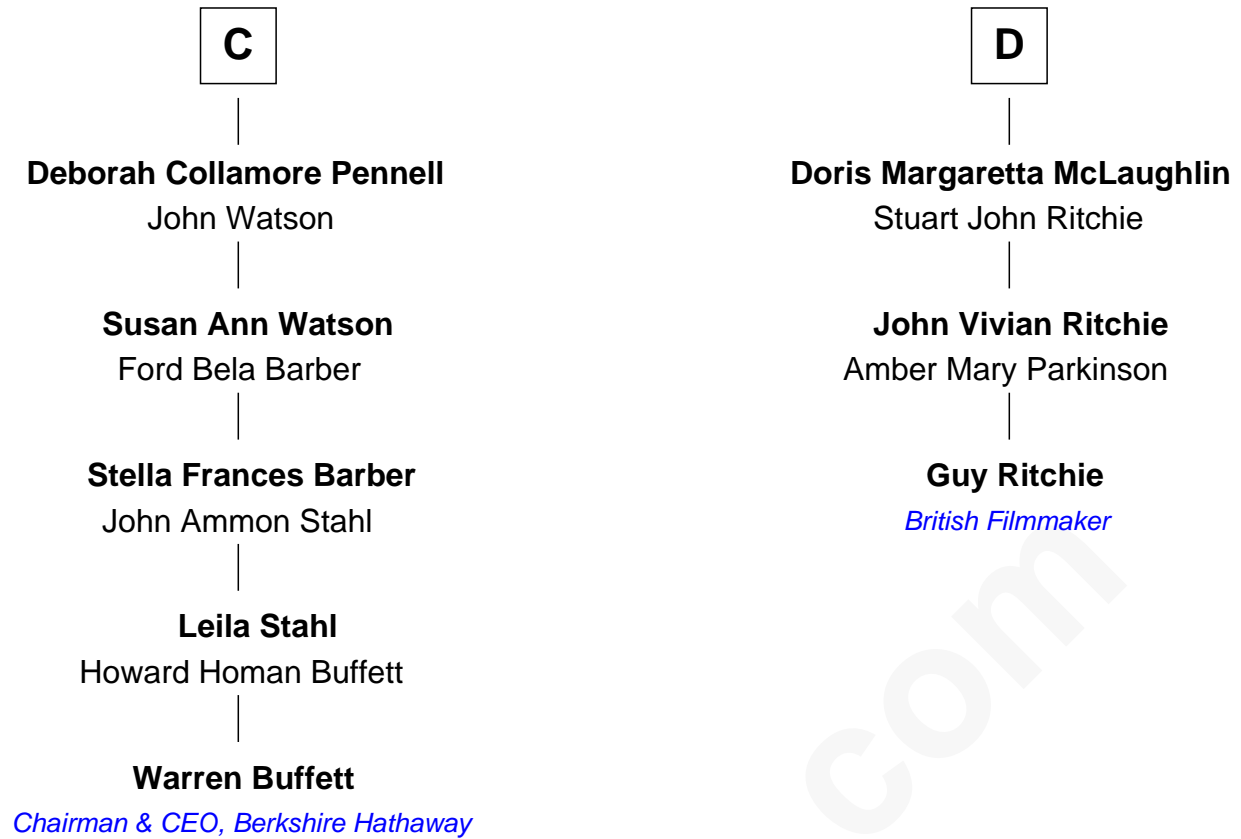 C
Deborah Collamore Pennell
John Watson
Susan Ann Watson
Ford Bela Barber
Stella Frances Barber
John Ammon Stahl
Leila Stahl
Howard Homan Buffett
Warren Buffett
Chairman & CEO, Berkshire Hathaway
D
Doris Margaretta McLaughlin
Stuart John Ritchie
John Vivian Ritchie
Amber Mary Parkinson
Guy Ritchie
British Filmmaker
com